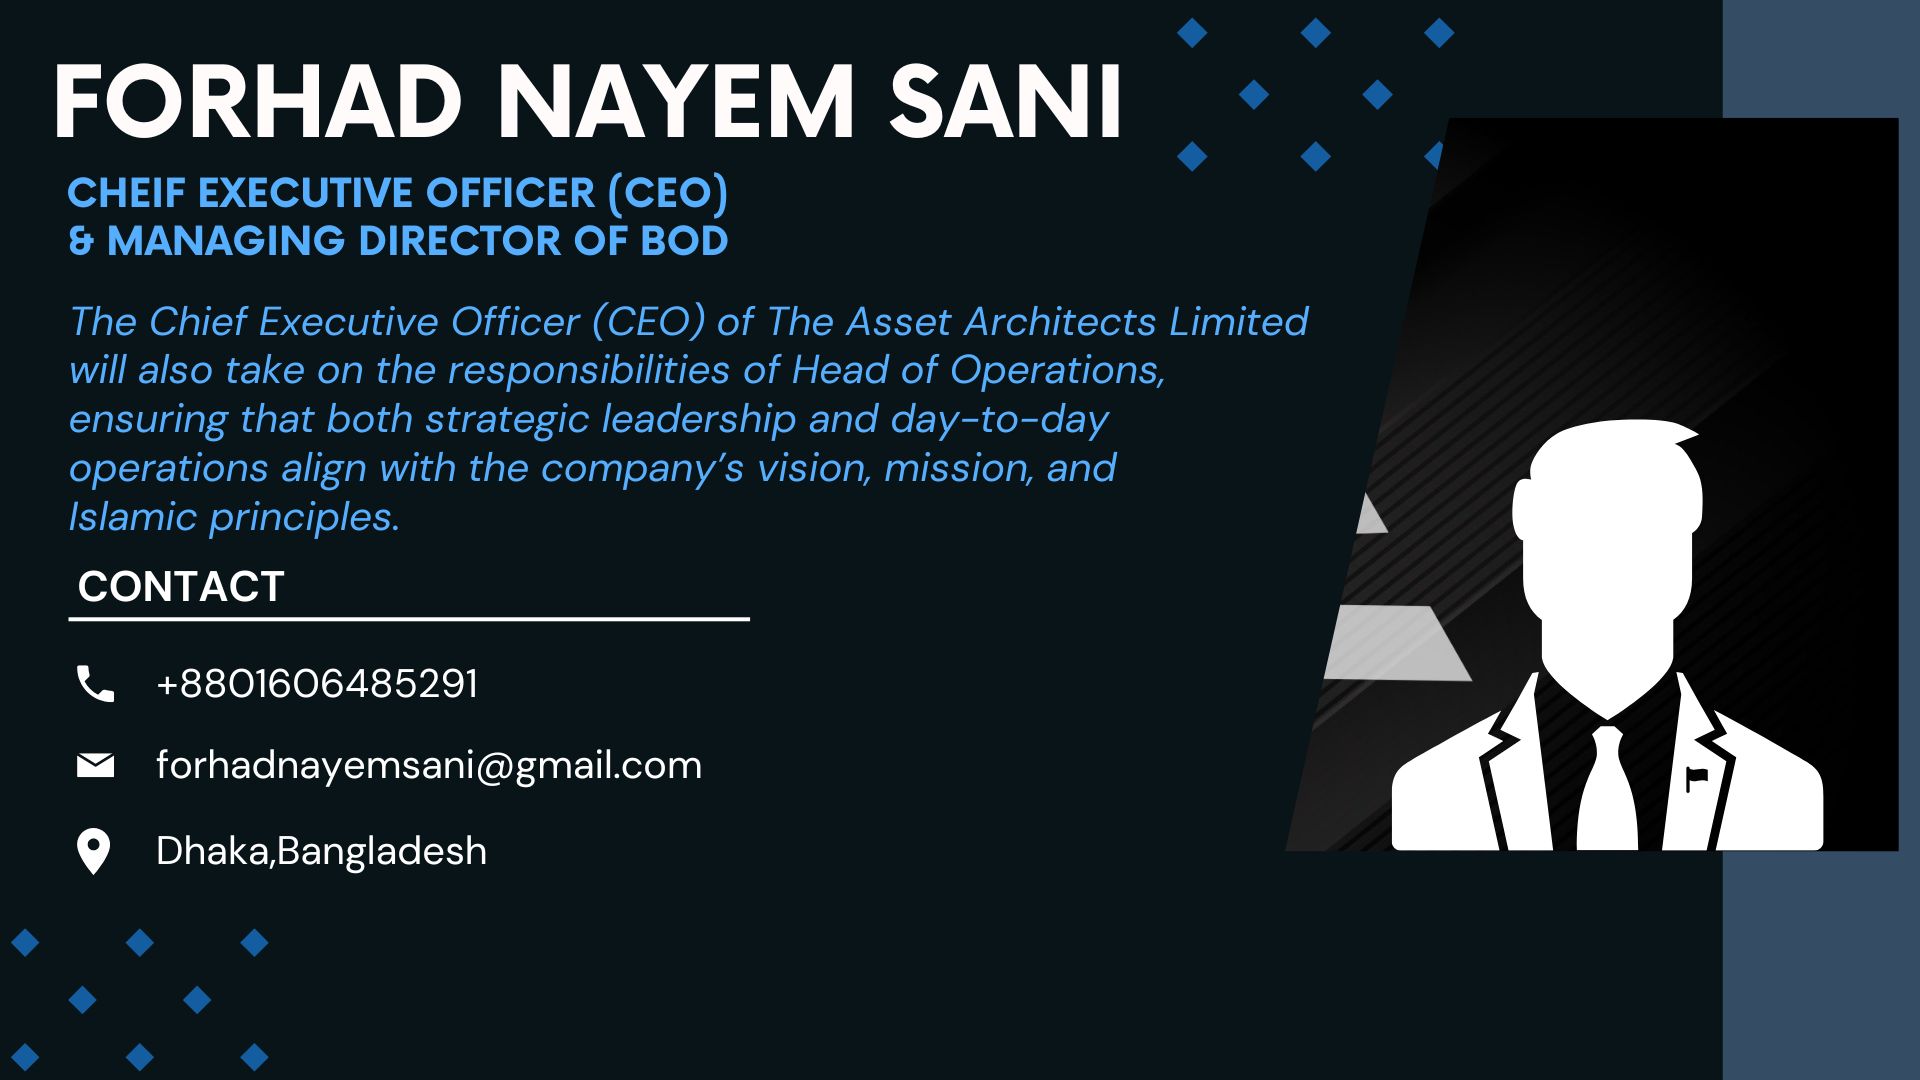 FORHAD NAYEM SANI
CHEIF EXECUTIVE OFFICER (CEO)
& MANAGING DIRECTOR OF BOD
The Chief Executive Officer (CEO) of The Asset Architects Limited
will also take on the responsibilities of Head of Operations,
ensuring that both strategic leadership and day-to-day
operations align with the company’s vision, mission, and
Islamic principles.
CONTACT
+8801606485291
forhadnayemsani@gmail.com
Dhaka,Bangladesh